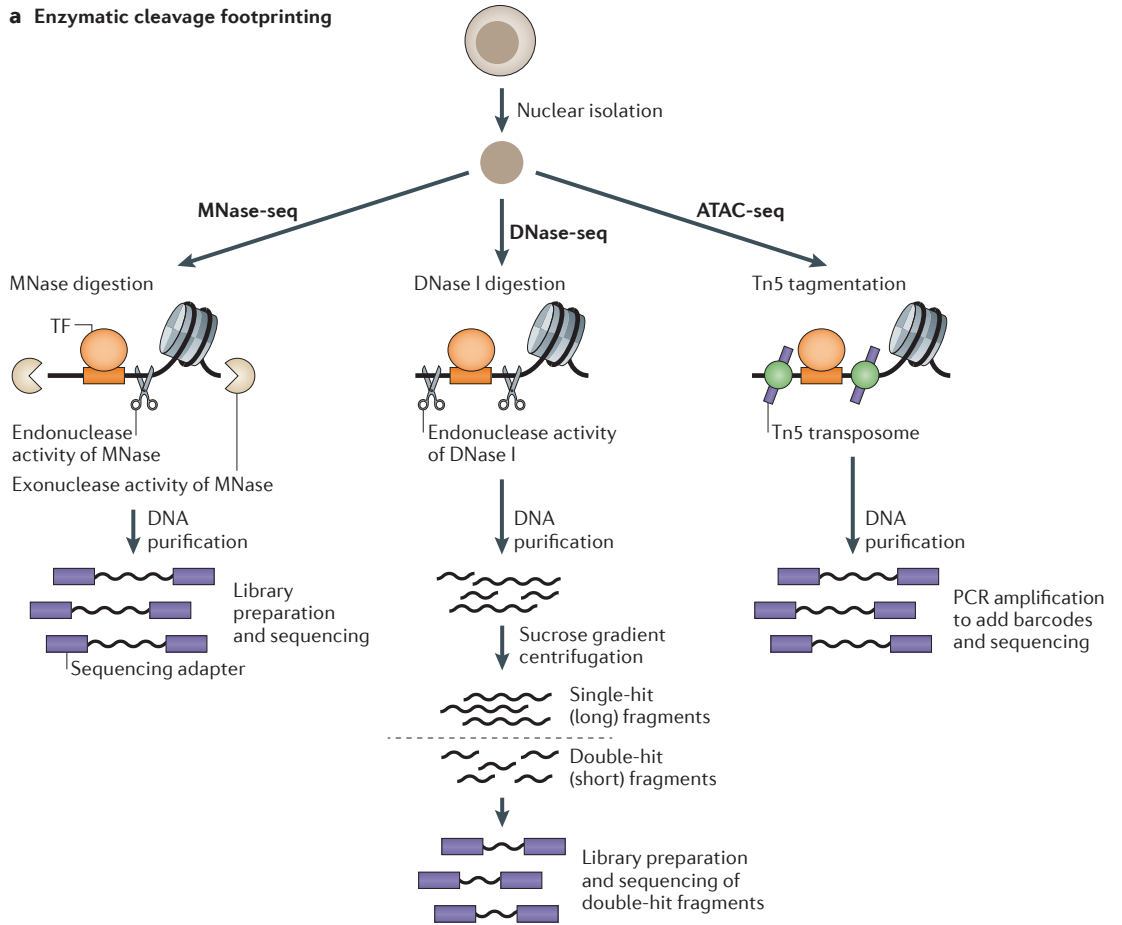 a Enzymatic cleavage footprinting
Nuclear isolation
MNase-seq
DNase-seq
ATAC-seq
MNase digestion
TF
Endonuclease
activity of MNase
Exonuclease activity of MNase
DNA
purification
Library
preparation
and sequencing
Sequencing adapter
DNase I digestion
Endonuclease activity
of DNase I
DNA
purification
Sucrose gradient
centrifugation
Single-hit
(long) fragments
Double-hit
(short) fragments
Library preparation
and sequencing of
double-hit fragments
Tn5 tagmentation
Tn5 transposome
DNA
purification
PCR amplification
to add barcodes
and sequencing